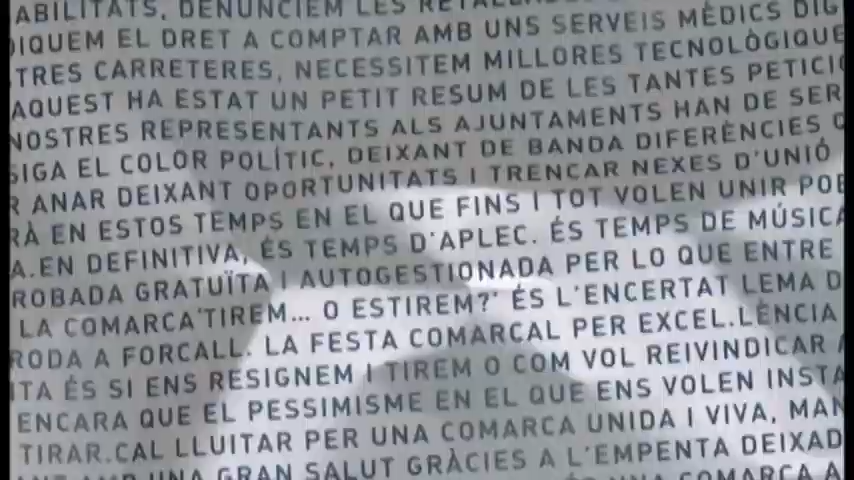 ABILITATS, DENUNCIEM LES
IQUEM EL DRET A COMPTAR AMB UNS SERVEIS MÈDICS DIG
TRES CARRETERES, NECESSITEM MILLORES TECNOLÒGIQUE
AQUEST HA ESTAT UN PETIT RESUM DE LES TANTES PETICI
NOSTRES REPRESENTANTS ALS AJUNTAMENTS HAN DE SER
SIGA EL COLOR POLÍTIC, DEIXANT DE BANDA DIFERÈNCIES
R ANAR DEIXANT OPORTUNITATS I TRENCAR NEXES D'UNIÓ
RÀ EN ESTOS TEMPS EN EL QUE FINS I TOT VOLEN UNIR POB
A.EN DEFINITIVA, ÉS TEMPS D'APLEC. ÉS TEMPS DE MÚSICA
ROBADA GRATUÏTA I AUTOGESTIONADA PER LO QUE ENTRE
LA COMARCA'TIREM... O ESTIREM?' ÉS L'ENCERTAT LEMA D
RODA A FORCALL. LA FESTA COMARCAL PER EXCEL.LÈNCIA
ITA ÉS SI ENS RESIGNEM I TIREM O COM VOL REIVINDICAR A
ENCARA QUE EL PESSIMISME EN EL QUE ENS VOLEN INSTA
TIRAR.CAL LLUITAR PER UNA COMARCA UNIDA I VIVA, MAN
UNA GRAN SALUT GRÀCIES A L'EMPENTA DEIXAD
UNA COMARCA A